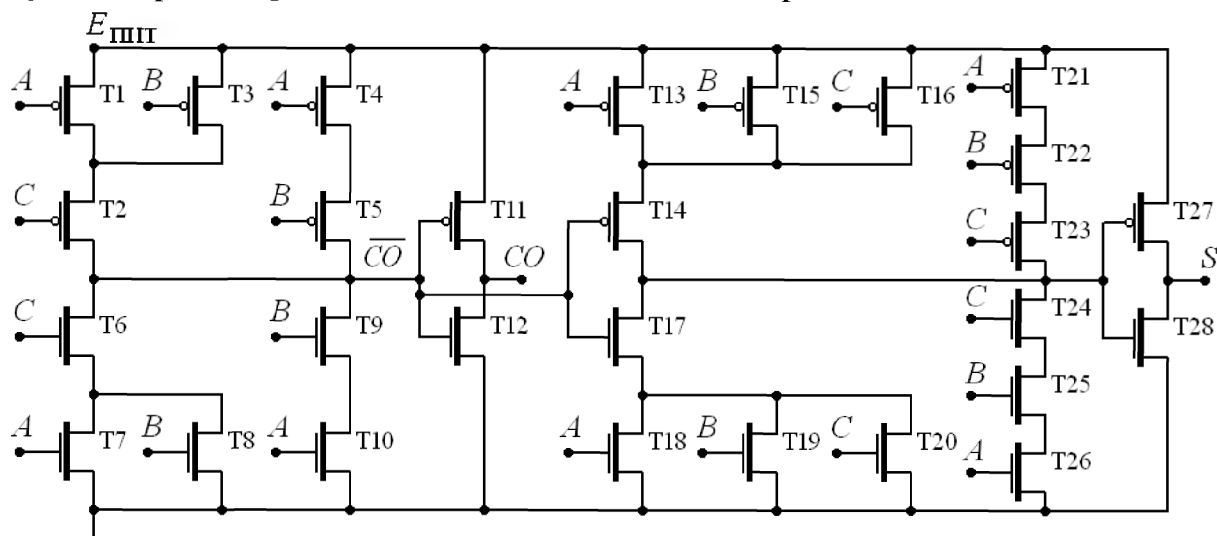 E ПИТ
A T1 B T3 A T4 T11 A T13 B T15 C T16 A T21
B T22
C T2 B T5 T11 T14 C T23 T27
CO CO S
C T6 B T9 T12 T17 C T24 T28
B T25
A T7 B T8 A T10 A T18 B T19 C T20 A T26